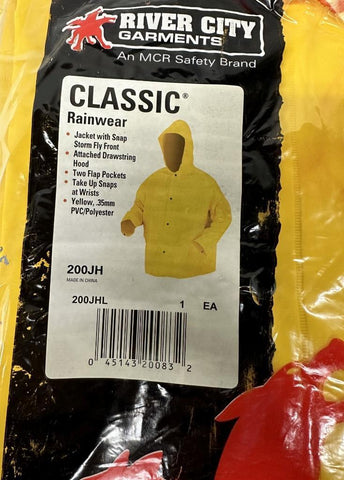 RIVER CITY
GARMENTS®
An MCR Safety Brand
CLASSIC®
Rainwear
• Jacket with Snap
Storm Fly Front
• Attached Drawstring
Hood
• Two Flap Pockets
• Take Up Snaps
at Wrists
• Yellow, .35mm
PVC/Polyester
200JH
MADE IN CHINA
200JHL 1 EA
0 45143 20083 2